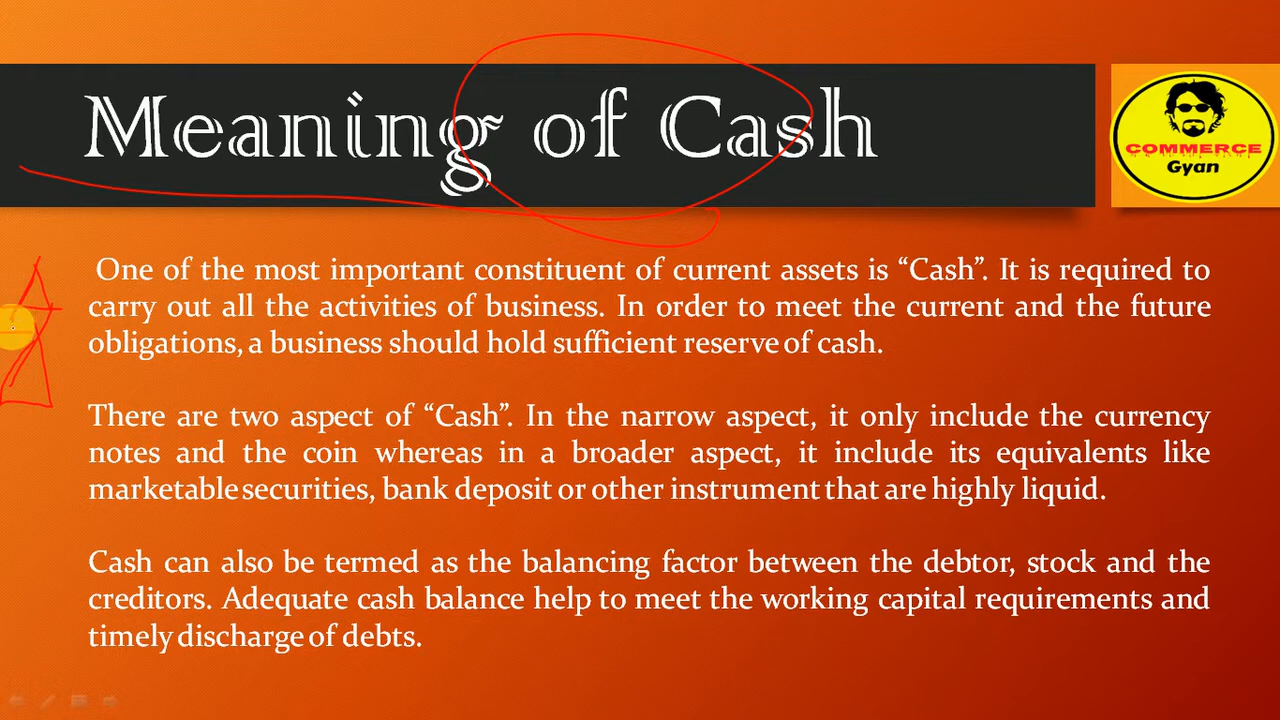 Meaning of Cash
COMMERCE
Gyan
One of the most important constituent of current assets is “Cash”. It is required to
carry out all the activities of business. In order to meet the current and the future
obligations, a business should hold sufficient reserve of cash.
There are two aspect of “Cash”. In the narrow aspect, it only include the currency
notes and the coin whereas in a broader aspect, it include its equivalents like
marketable securities, bank deposit or other instrument that are highly liquid.
Cash can also be termed as the balancing factor between the debtor, stock and the
creditors. Adequate cash balance help to meet the working capital requirements and
timely discharge of debts.